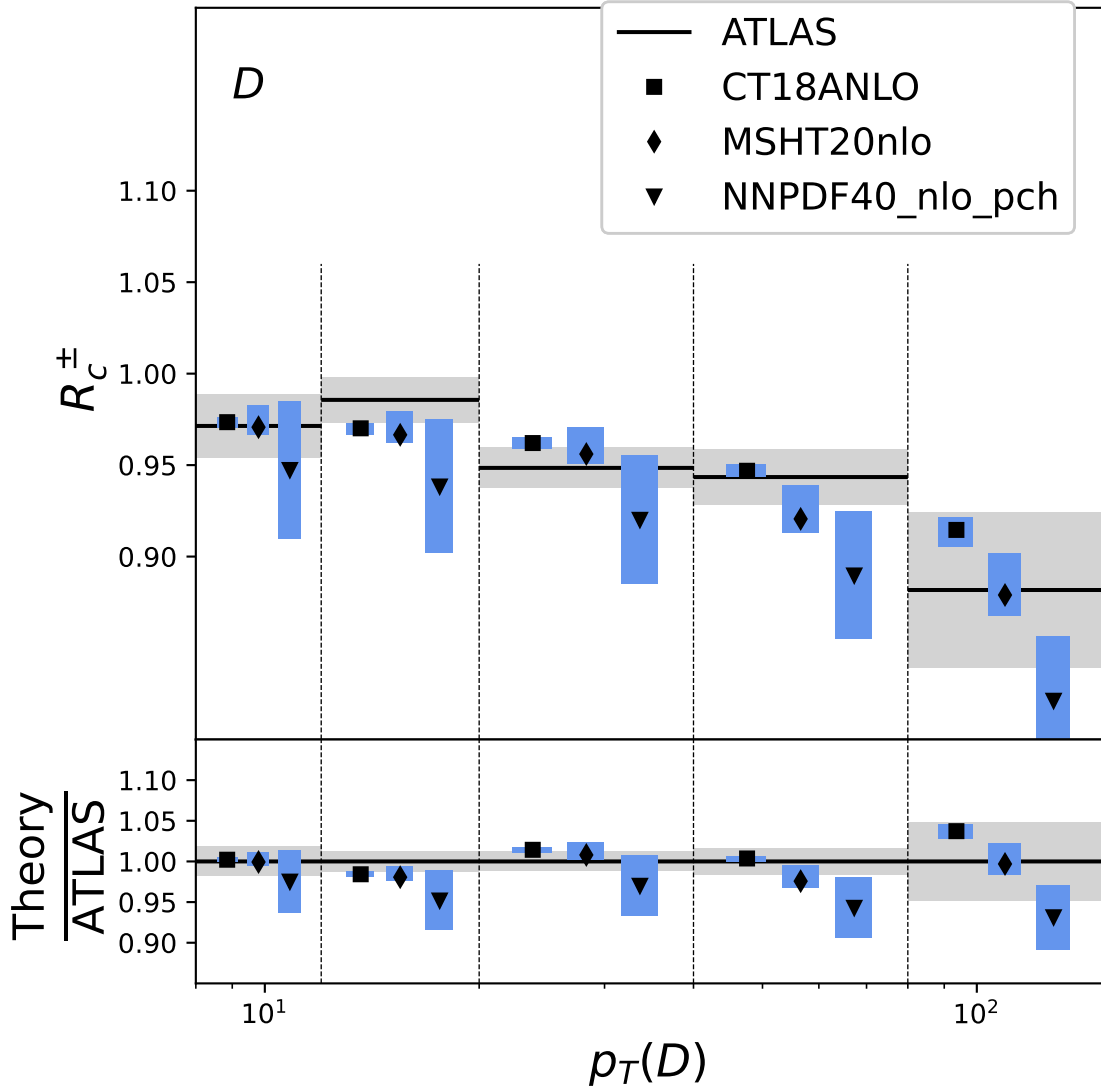 ATLAS
D
CT18ANLO
MSHT20nlo
NNPDF40_nlo_pch
1.10
1.05
1.00
0.95
0.90
R_c^±
1.10
1.05
1.00
0.95
0.90
Theory
ATLAS
10^1
10^2
p_T(D)